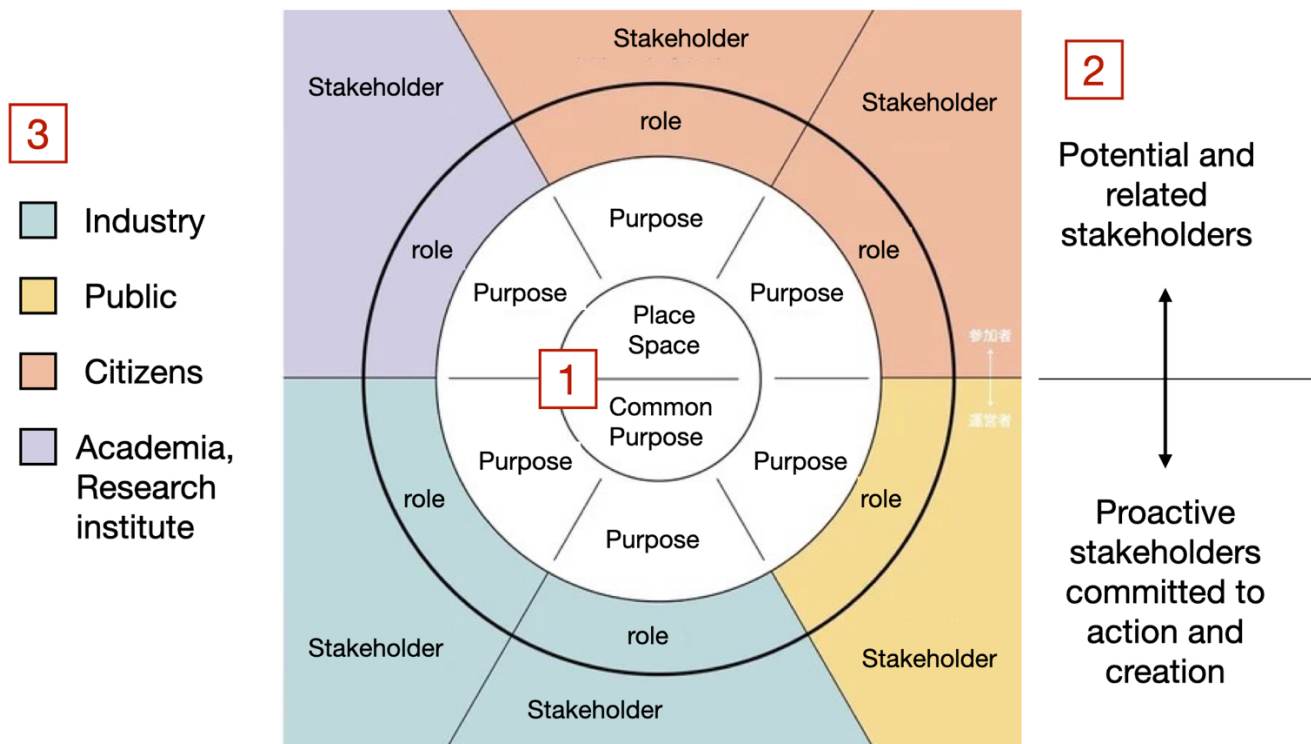 3
Industry
Public
Citizens
Academia,
Research
institute
Stakeholder
Stakeholder
Stakeholder
role
role
role
Purpose
Purpose
Purpose
Place
Space
1
Common
Purpose
Purpose
Purpose
Purpose
role
role
role
Stakeholder
Stakeholder
Stakeholder
参加者
運営者
2
Potential and
related
stakeholders
Proactive
stakeholders
committed to
action and
creation